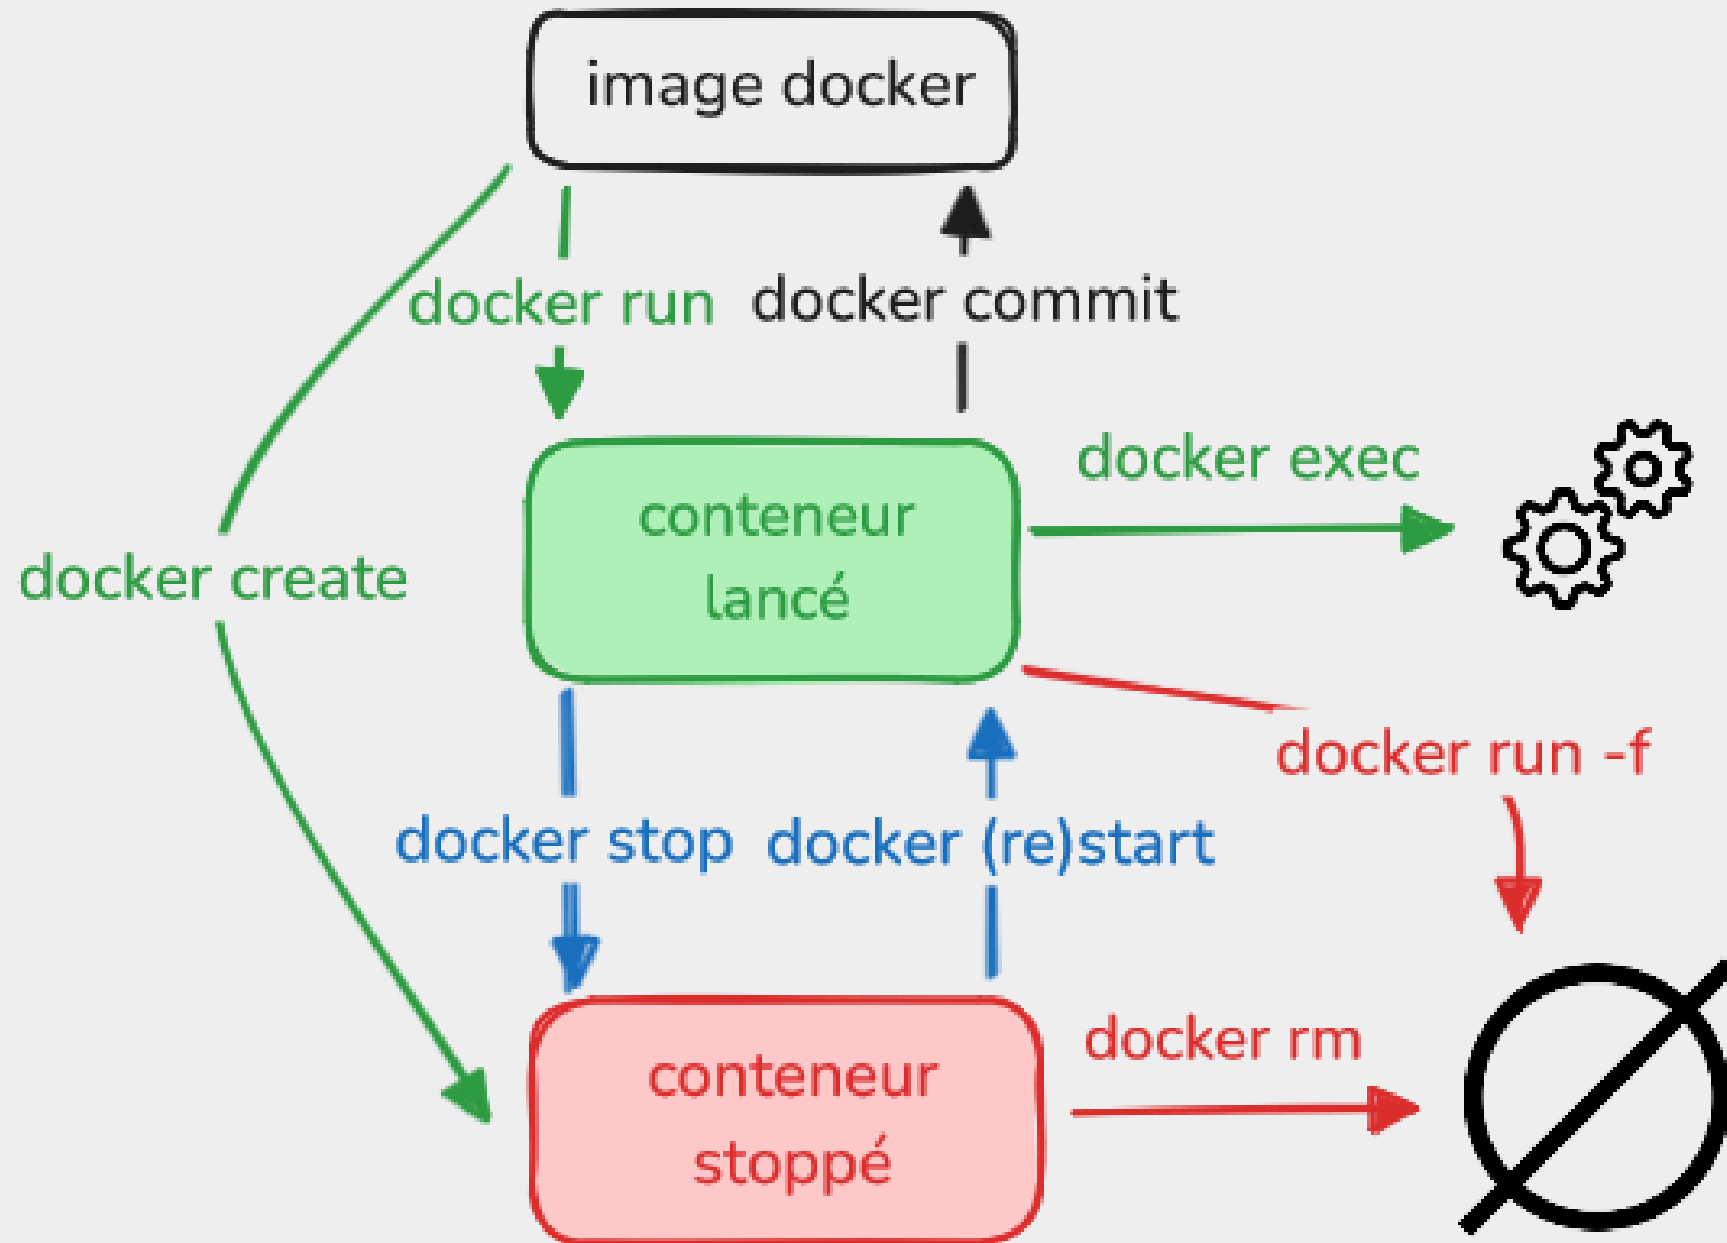 image docker
docker run
docker commit
docker exec
conteneur
lancé
docker create
docker run -f
docker stop
docker (re)start
docker rm
conteneur
stoppé